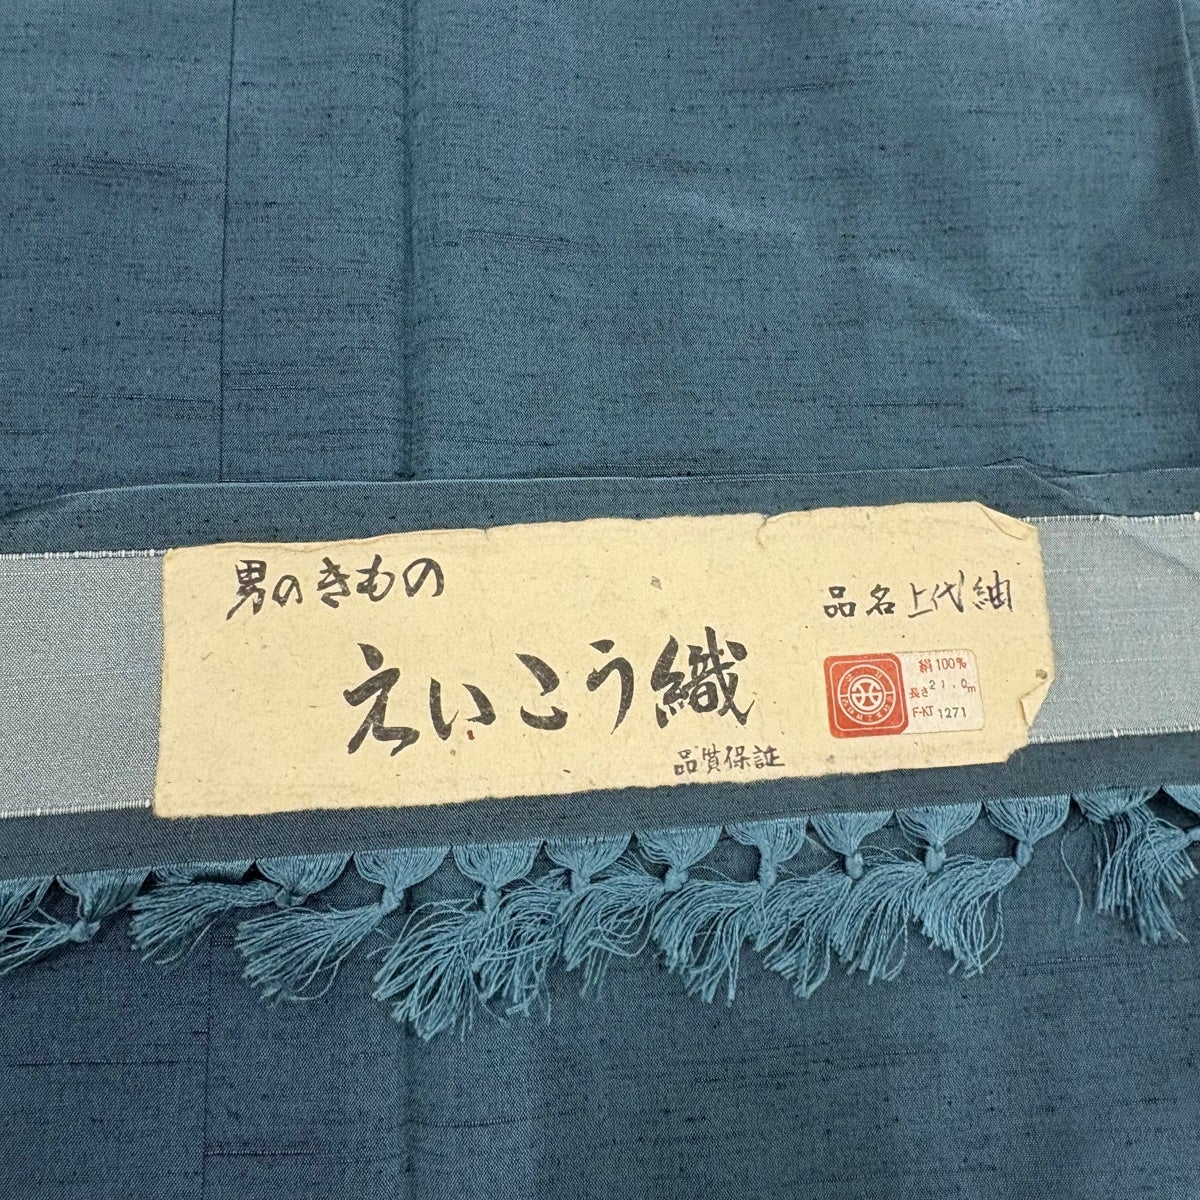 男のきもの
品名上代紬
えいこう織
絹100%
長さ21.0m
F-KT 1271
品質保証